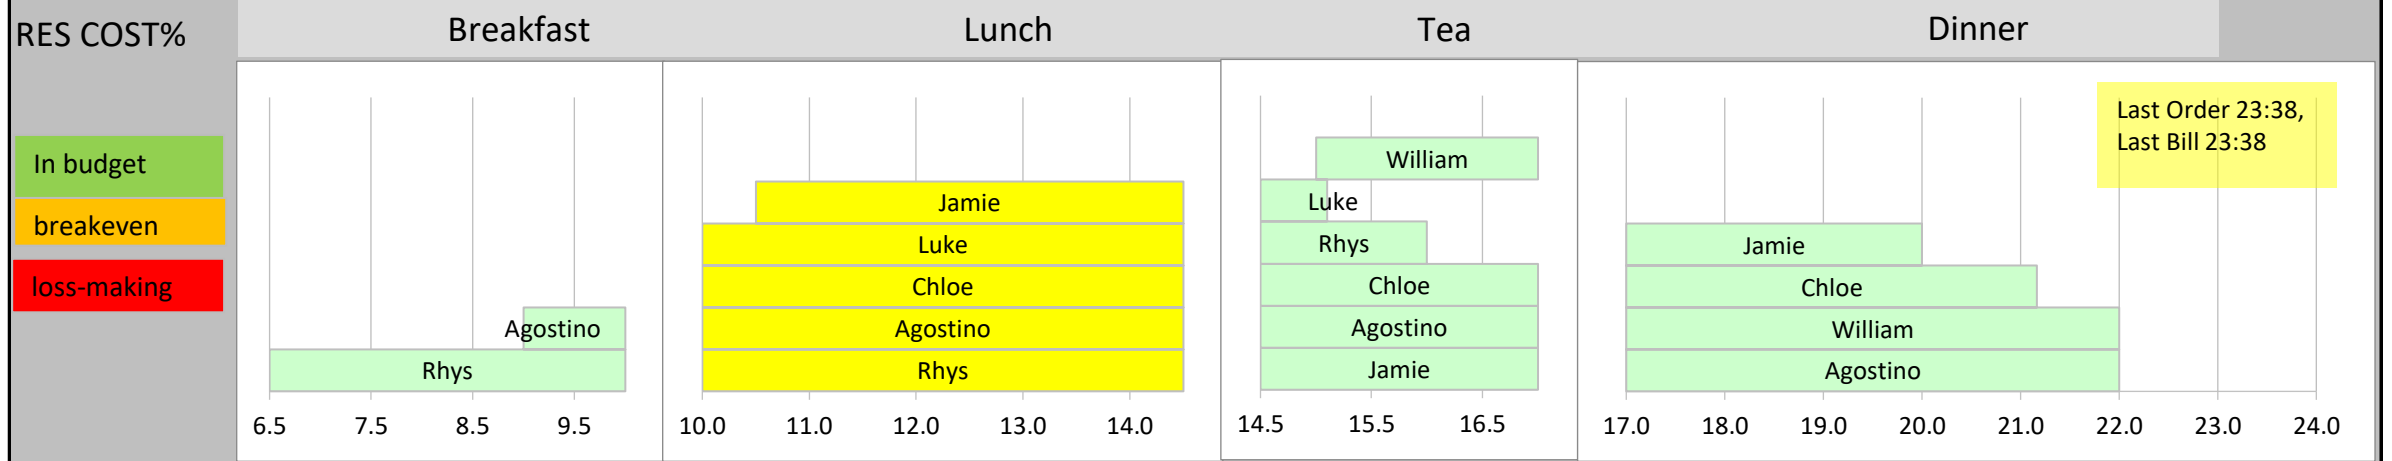 RES COST%
Breakfast
Lunch
Tea
Dinner
In budget
breakeven
loss-making
Agostino
Rhys
6.5 7.5 8.5 9.5
Jamie
Luke
Chloe
Agostino
Rhys
10.0 11.0 12.0 13.0 14.0
William
Luke
Rhys
Chloe
Agostino
Jamie
14.5 15.5 16.5
Last Order 23:38,
Last Bill 23:38
Jamie
Chloe
William
Agostino
17.0 18.0 19.0 20.0 21.0 22.0 23.0 24.0